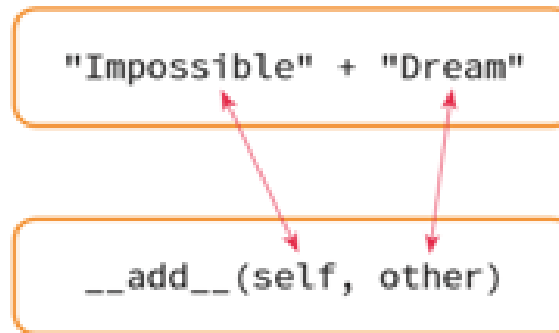 "Impossible" + "Dream"
__add__(self, other)